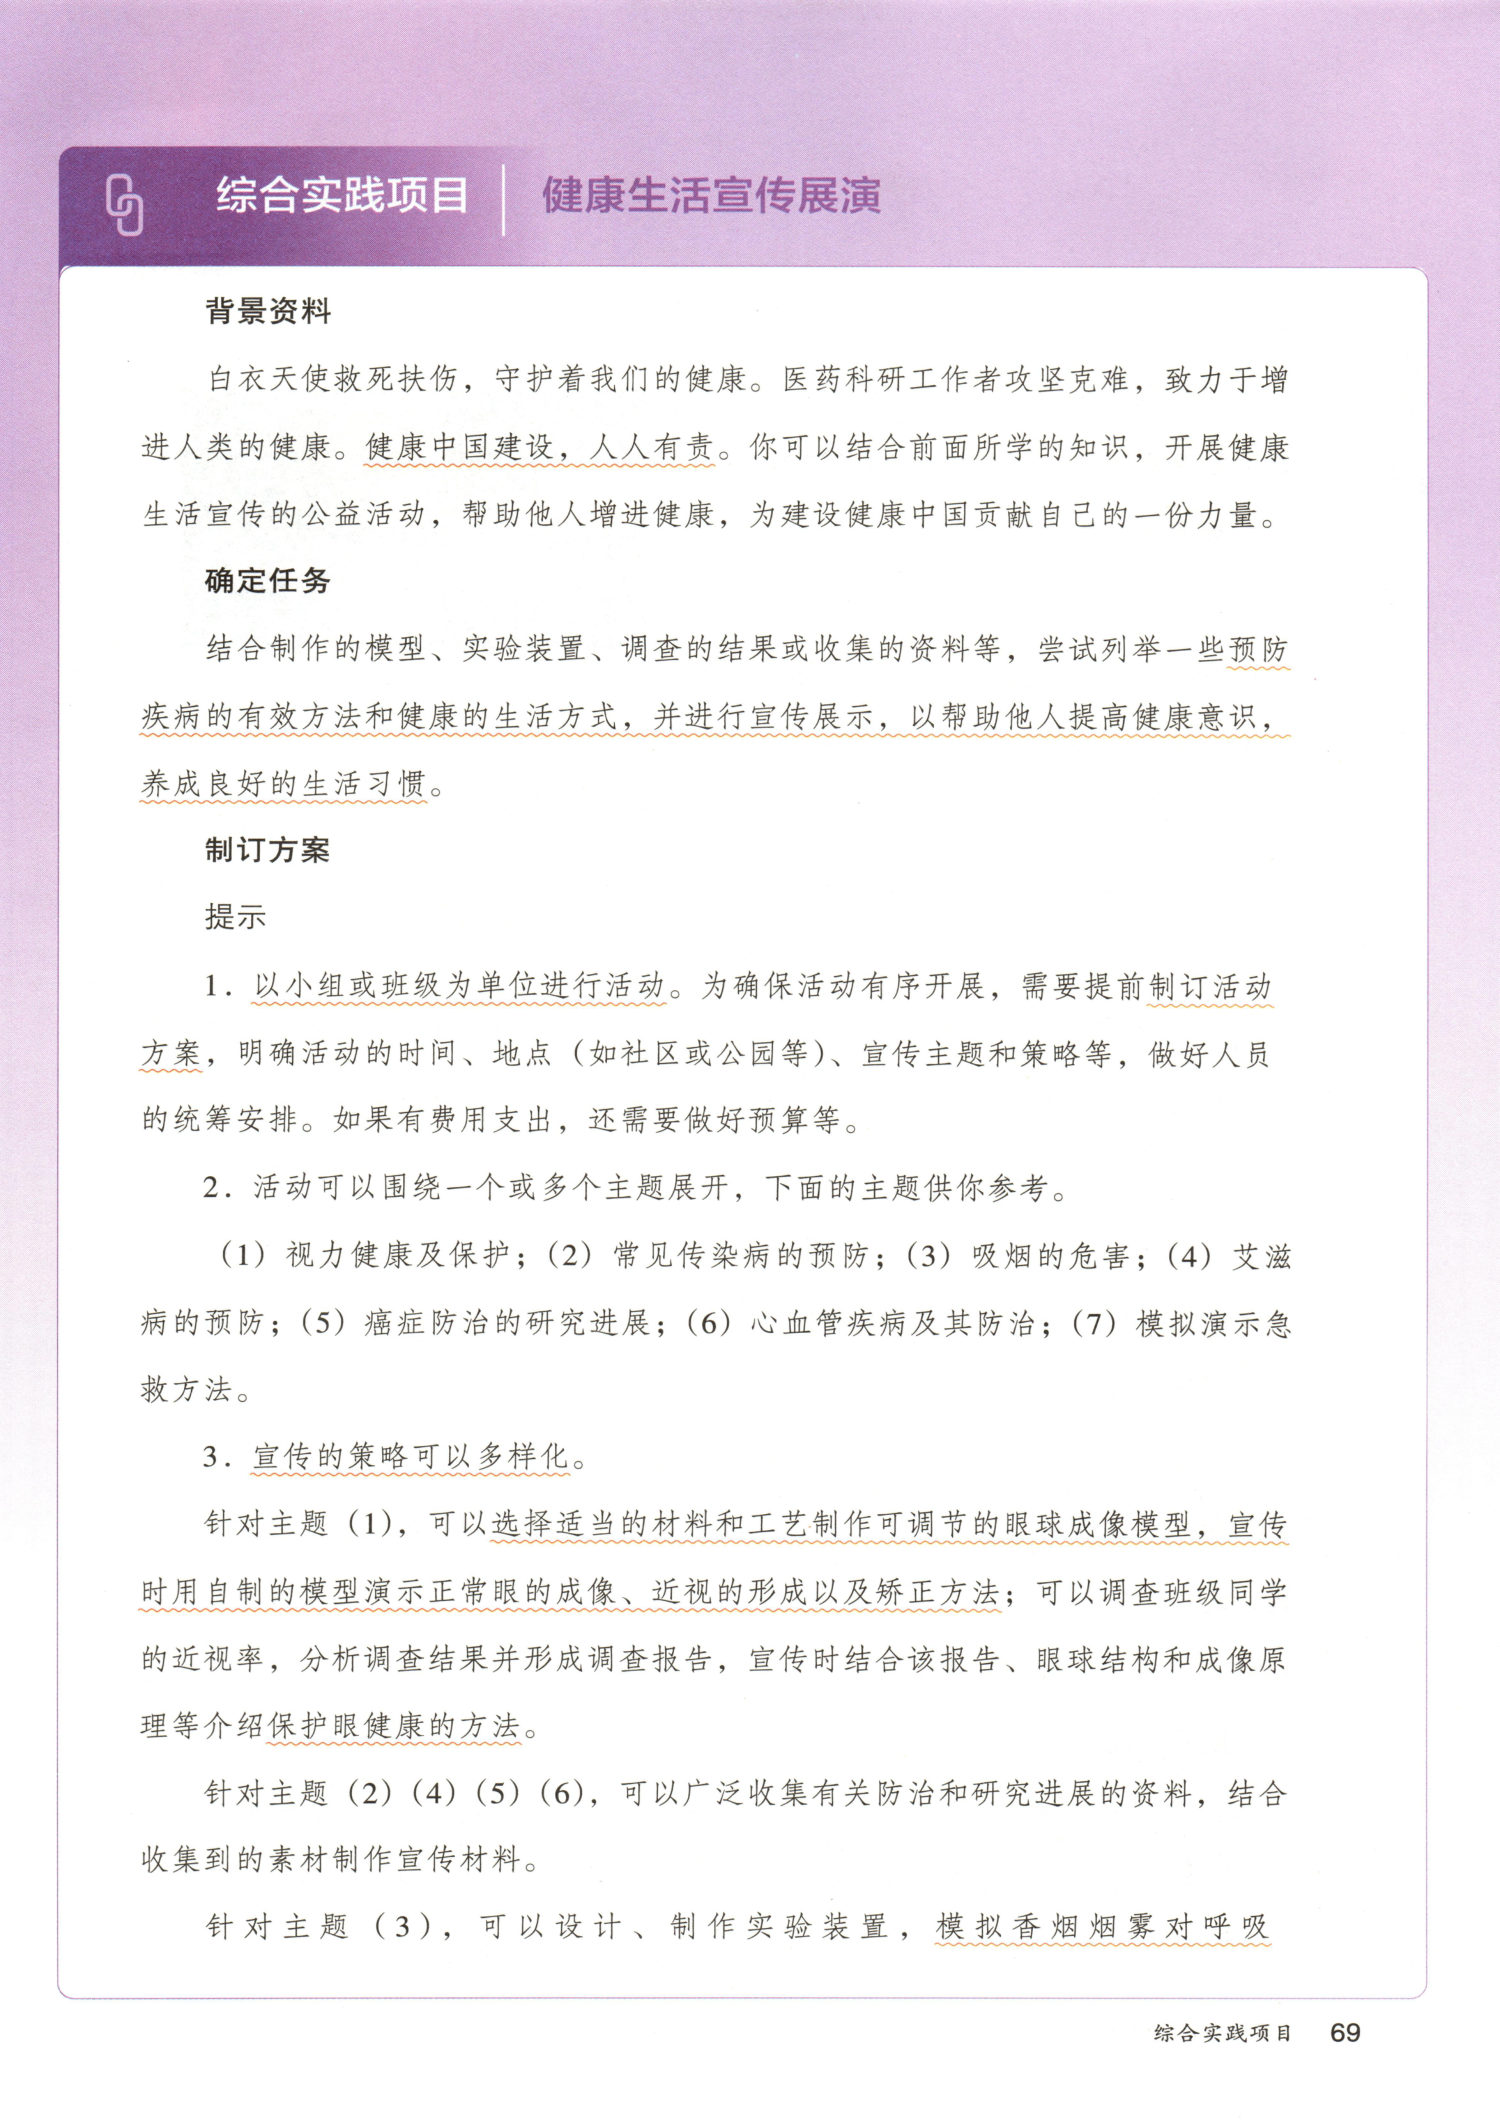 综合实践项目 健康生活宣传展演
背景资料
白衣天使救死扶伤，守护着我们的健康。医药科研工作者攻坚克难，致力于增
进人类的健康。健康中国建设，人人有责。你可以结合前面所学的知识，开展健康
生活宣传的公益活动，帮助他人增进健康，为建设健康中国贡献自己的一份力量。
确定任务
结合制作的模型、实验装置、调查的结果或收集的资料等，尝试列举一些预防
疾病的有效方法和健康的生活方式，并进行宣传展示，以帮助他人提高健康意识，
养成良好的生活习惯。
制订方案
提示
1．以小组或班级为单位进行活动。为确保活动有序开展，需要提前制订活动
方案，明确活动的时间、地点（如社区或公园等）、宣传主题和策略等，做好人员
的统筹安排。如果有费用支出，还需要做好预算等。
2．活动可以围绕一个或多个主题展开，下面的主题供你参考。
（1）视力健康及保护；（2）常见传染病的预防；（3）吸烟的危害；（4）艾滋
病的预防；（5）癌症防治的研究进展；（6）心血管疾病及其防治；（7）模拟演示急
救方法。
3．宣传的策略可以多样化。
针对主题（1），可以选择适当的材料和工艺制作可调节的眼球成像模型，宣传
时用自制的模型演示正常眼的成像、近视的形成以及矫正方法；可以调查班级同学
的近视率，分析调查结果并形成调查报告，宣传时结合该报告、眼球结构和成像原
理等介绍保护眼健康的方法。
针对主题（2）（4）（5）（6），可以广泛收集有关防治和研究进展的资料，结合
收集到的素材制作宣传材料。
针对主题（3），可以设计、制作实验装置，模拟香烟烟雾对呼吸
综合实践项目 69